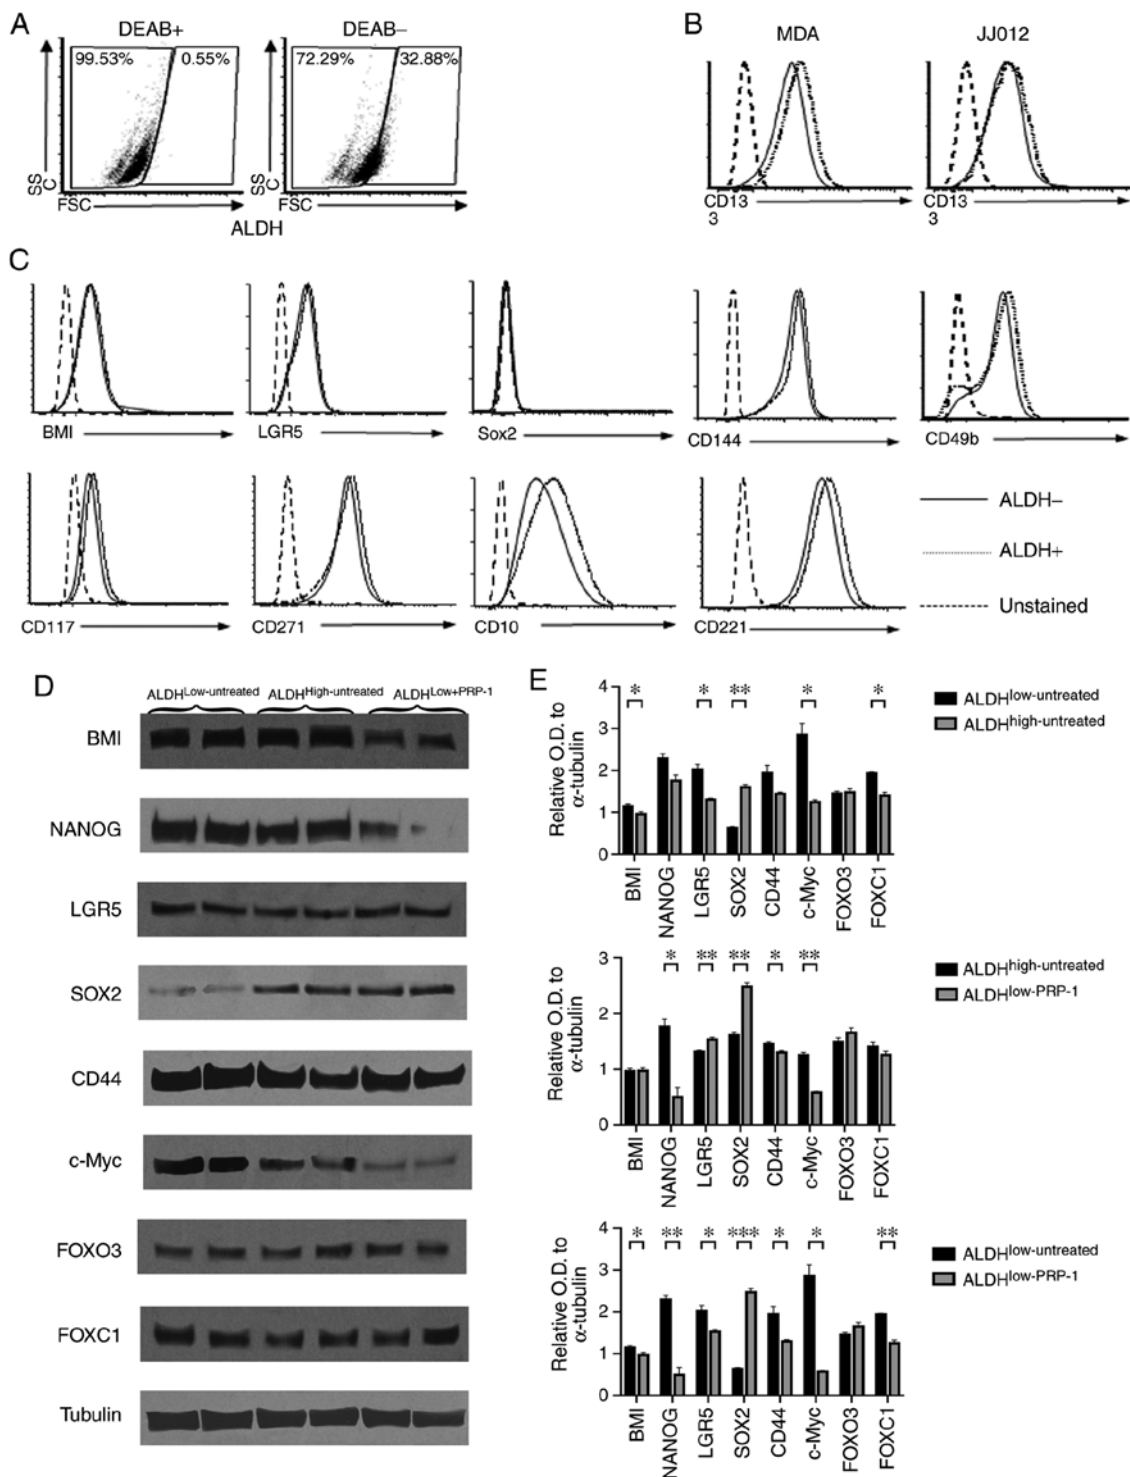 A
DEAB+
DEAB–
99.53%
0.55%
72.29%
32.88%
SS
C
SS
C
FSC
FSC
ALDH
B
MDA
JJ012
CD13
3
CD13
3
C
BMI
LGR5
Sox2
CD144
CD49b
CD117
CD271
CD10
CD221
ALDH–
ALDH+
Unstained
D
ALDHLow-untreated
ALDHHigh-untreated
ALDHLow+PRP-1
BMI
NANOG
LGR5
SOX2
CD44
c-Myc
FOXO3
FOXC1
Tubulin
E
Relative O.D. to
α-tubulin
4
3
2
1
0
* * ** * *
BMI
NANOG
LGR5
SOX2
CD44
c-Myc
FOXO3
FOXC1
ALDHlow-untreated
ALDHhigh-untreated
Relative O.D. to
α-tubulin
3
2
1
0
* ** ** * **
BMI
NANOG
LGR5
SOX2
CD44
c-Myc
FOXO3
FOXC1
ALDHhigh-untreated
ALDHlow-PRP-1
Relative O.D. to
α-tubulin
4
3
2
1
0
* ** * *** * * **
BMI
NANOG
LGR5
SOX2
CD44
c-Myc
FOXO3
FOXC1
ALDHlow-untreated
ALDHlow-PRP-1